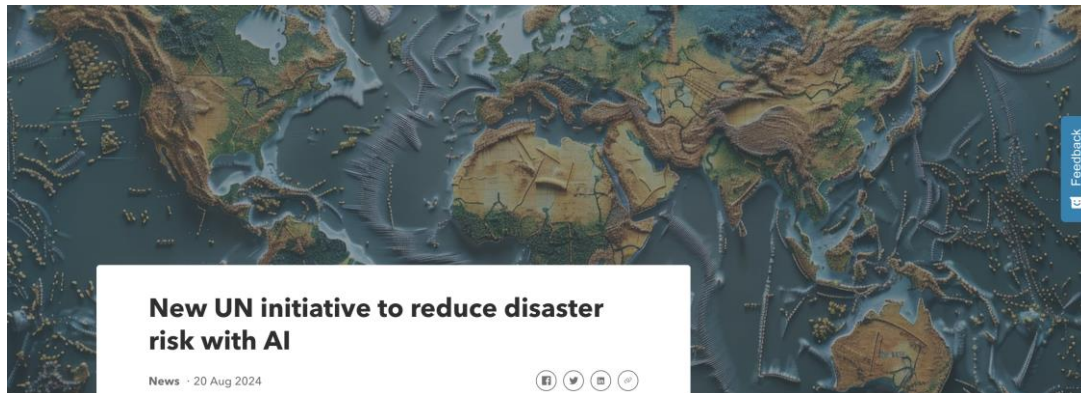 Feedback
New UN initiative to reduce disaster
risk with AI
News · 20 Aug 2024